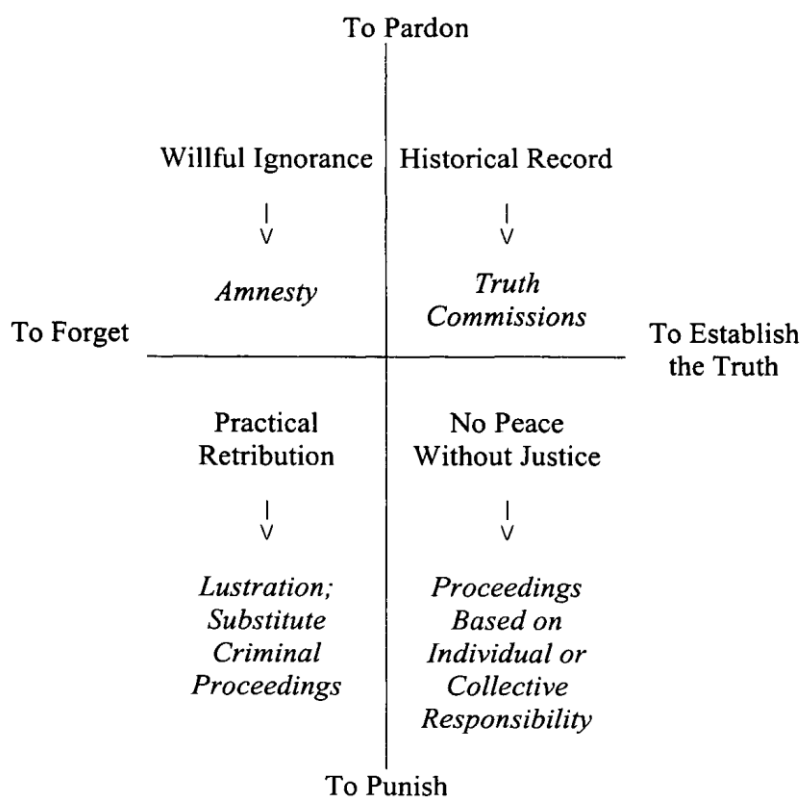 To Pardon
Willful Ignorance
Historical Record
Amnesty
Truth
Commissions
To Forget
To Establish
the Truth
Practical
Retribution
No Peace
Without Justice
Lustration;
Substitute
Criminal
Proceedings
Proceedings
Based on
Individual or
Collective
Responsibility
To Punish